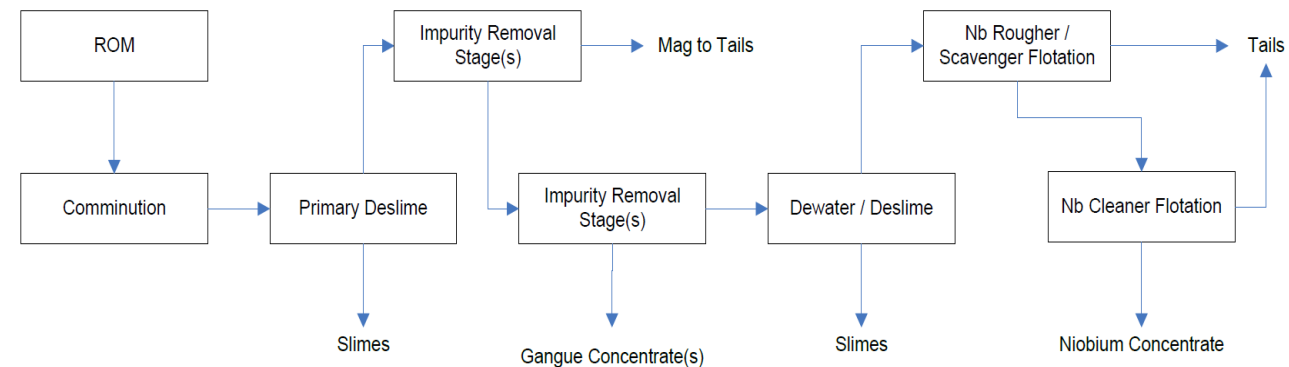 ROM
Impurity Removal
Stage(s)
Mag to Tails
Nb Rougher /
Scavenger Flotation
Tails
Comminution
Primary Deslime
Impurity Removal
Stage(s)
Dewater / Deslime
Nb Cleaner Flotation
Slimes
Gangue Concentrate(s)
Slimes
Niobium Concentrate